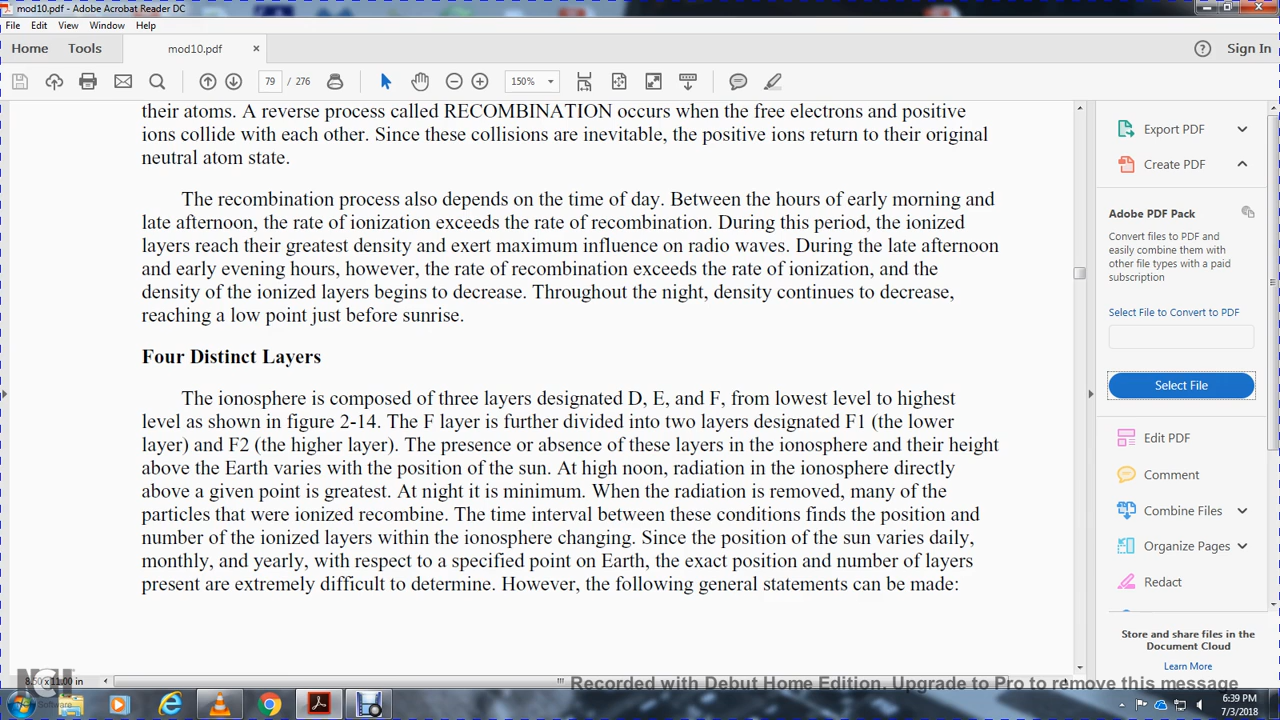 mod10.pdf - Adobe Acrobat Reader DC
File Edit View Window Help
Home Tools mod10.pdf × Sign In
79 / 276 150%
their atoms. A reverse process called RECOMBINATION occurs when the free electrons and positive
ions collide with each other. Since these collisions are inevitable, the positive ions return to their original
neutral atom state.
The recombination process also depends on the time of day. Between the hours of early morning and
late afternoon, the rate of ionization exceeds the rate of recombination. During this period, the ionized
layers reach their greatest density and exert maximum influence on radio waves. During the late afternoon
and early evening hours, however, the rate of recombination exceeds the rate of ionization, and the
density of the ionized layers begins to decrease. Throughout the night, density continues to decrease,
reaching a low point just before sunrise.
Four Distinct Layers
The ionosphere is composed of three layers designated D, E, and F, from lowest level to highest
level as shown in figure 2-14. The F layer is further divided into two layers designated F1 (the lower
layer) and F2 (the higher layer). The presence or absence of these layers in the ionosphere and their height
above the Earth varies with the position of the sun. At high noon, radiation in the ionosphere directly
above a given point is greatest. At night it is minimum. When the radiation is removed, many of the
particles that were ionized recombine. The time interval between these conditions finds the position and
number of the ionized layers within the ionosphere changing. Since the position of the sun varies daily,
monthly, and yearly, with respect to a specified point on Earth, the exact position and number of layers
present are extremely difficult to determine. However, the following general statements can be made:
Export PDF
Create PDF
Adobe PDF Pack
Convert files to PDF and
easily combine them with
other file types with a paid
subscription
Select File to Convert to PDF
Select File
Edit PDF
Comment
Combine Files
Organize Pages
Redact
Store and share files in the
Document Cloud
Learn More
8.50 x 11.00 in
NCH
Software
Recorded with Debut Home Edition. Upgrade to Pro to remove this message
6:39 PM
7/3/2018